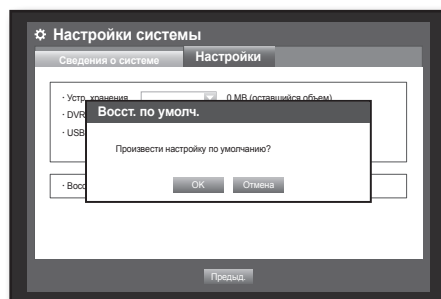 Настройки системы
Сведения о системе
Настройки
· Устр. хранения 0 MB (оставшийся объем)
Восст. по умолч.
· DVR
· USB
Произвести настройку по умолчанию?
· Восс
OK Отмена
Предыд.